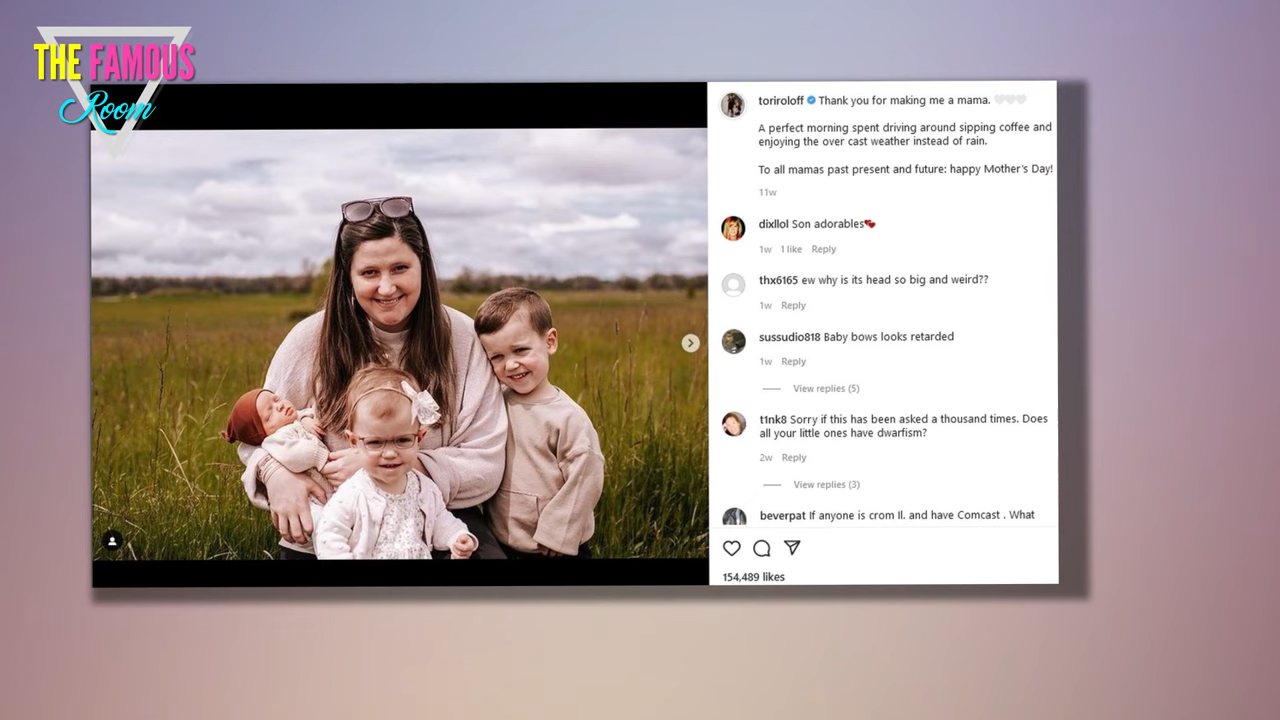 THE FAMOUS
Room
toriroloff Thank you for making me a mama. 🤍🤍🤍
A perfect morning spent driving around sipping coffee and
enjoying the over cast weather instead of rain.
To all mamas past present and future: happy Mother's Day!
11w
dixllol Son adorables💕
1w 1 like Reply
thx6165 ew why is its head so big and weird??
1w Reply
sussudio818 Baby bows looks retarded
1w Reply
View replies (5)
t1nk8 Sorry if this has been asked a thousand times. Does
all your little ones have dwarfism?
2w Reply
View replies (3)
beverpat If anyone is crom Il. and have Comcast . What
154,489 likes